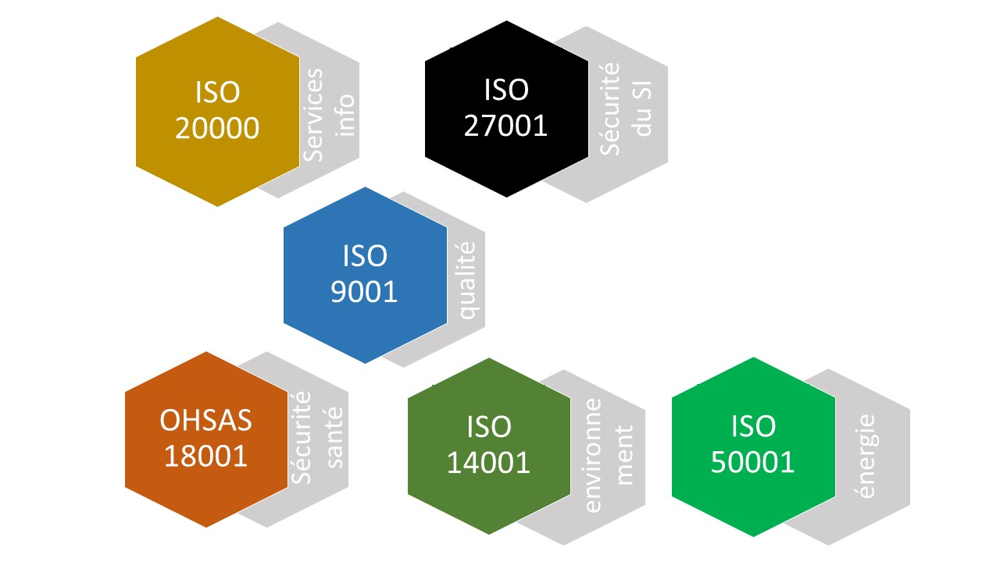 ISO
20000
Services
info
ISO
27001
Sécurité
du SI
ISO
9001
qualité
OHSAS
18001
Sécurité
santé
ISO
14001
environne
ment
ISO
50001
énergie